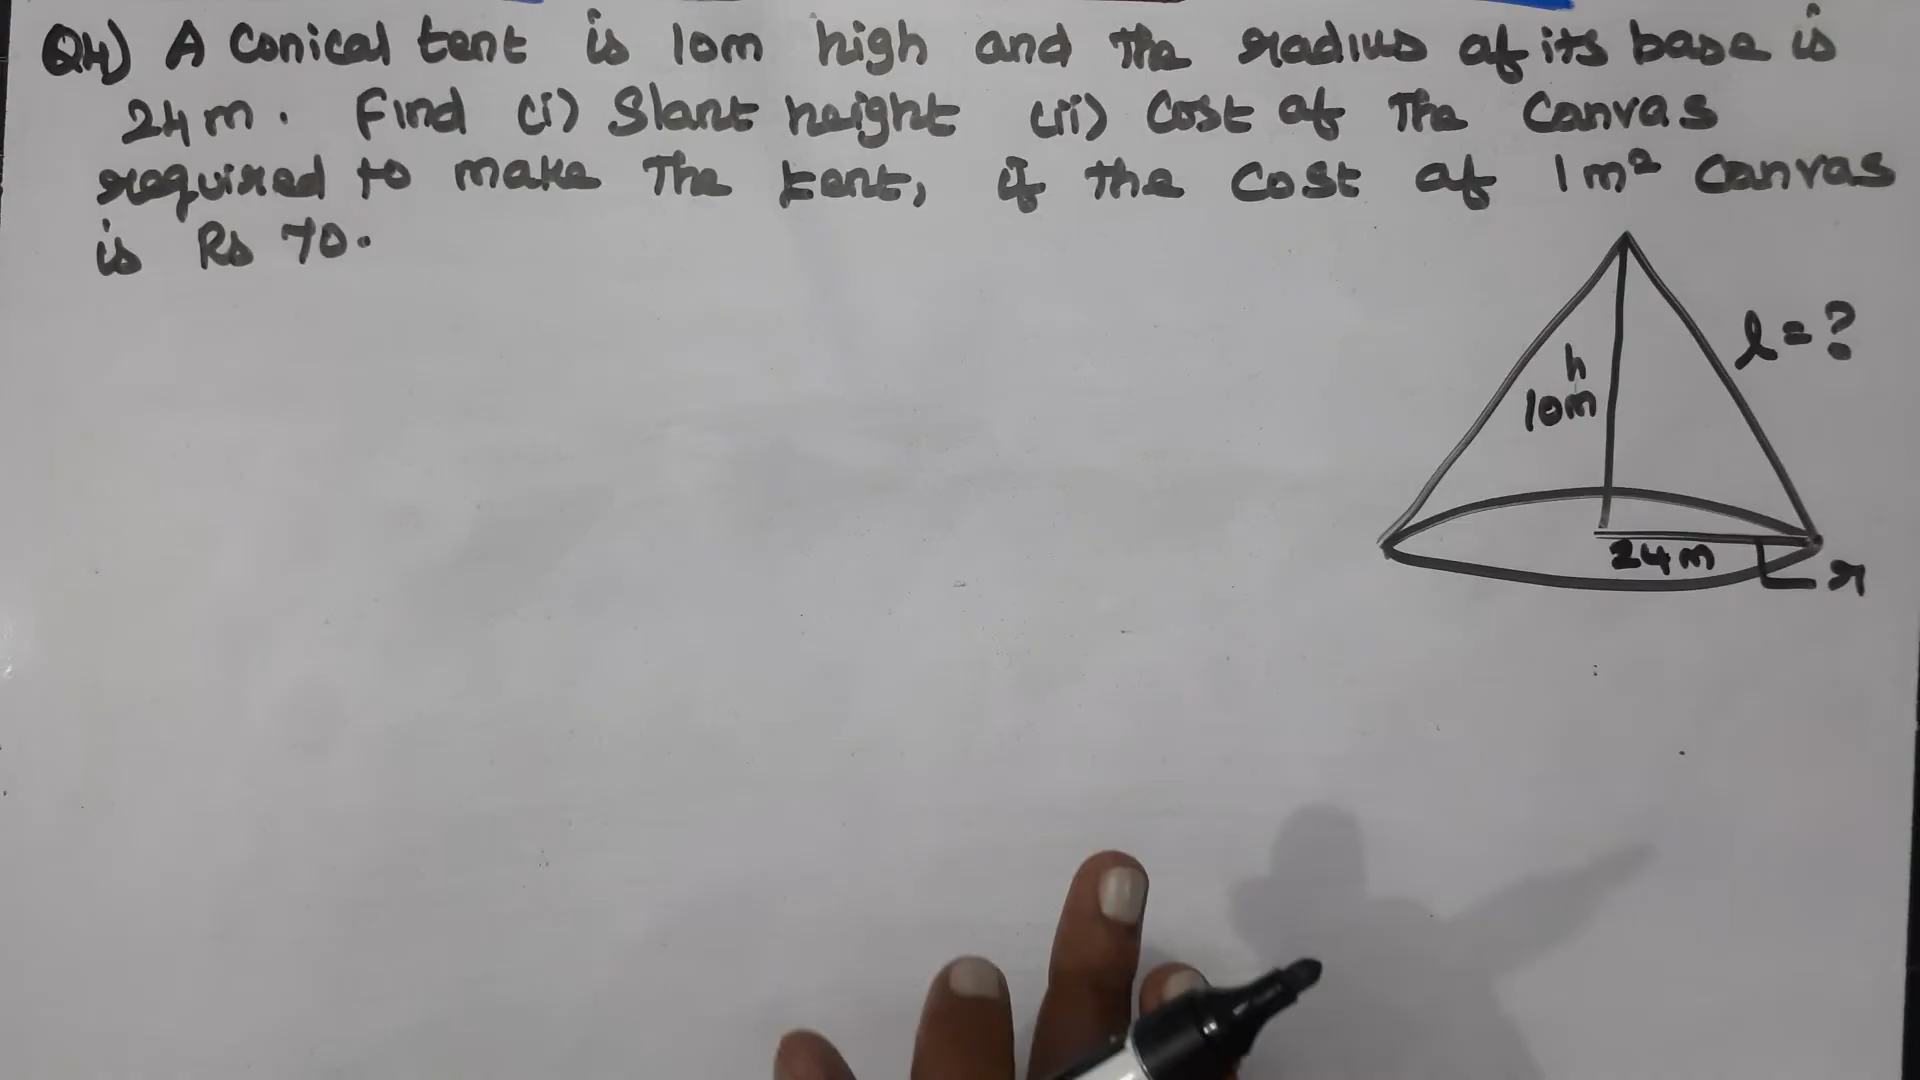 Q4) A Conical tent is 10m high and The radius of its base is
24m. Find (i) Slant height (ii) Cost of The Canvas
required to make The tent, if the Cost of 1m² Canvas
is Rs 70.
l=?
h
10m
24m
r